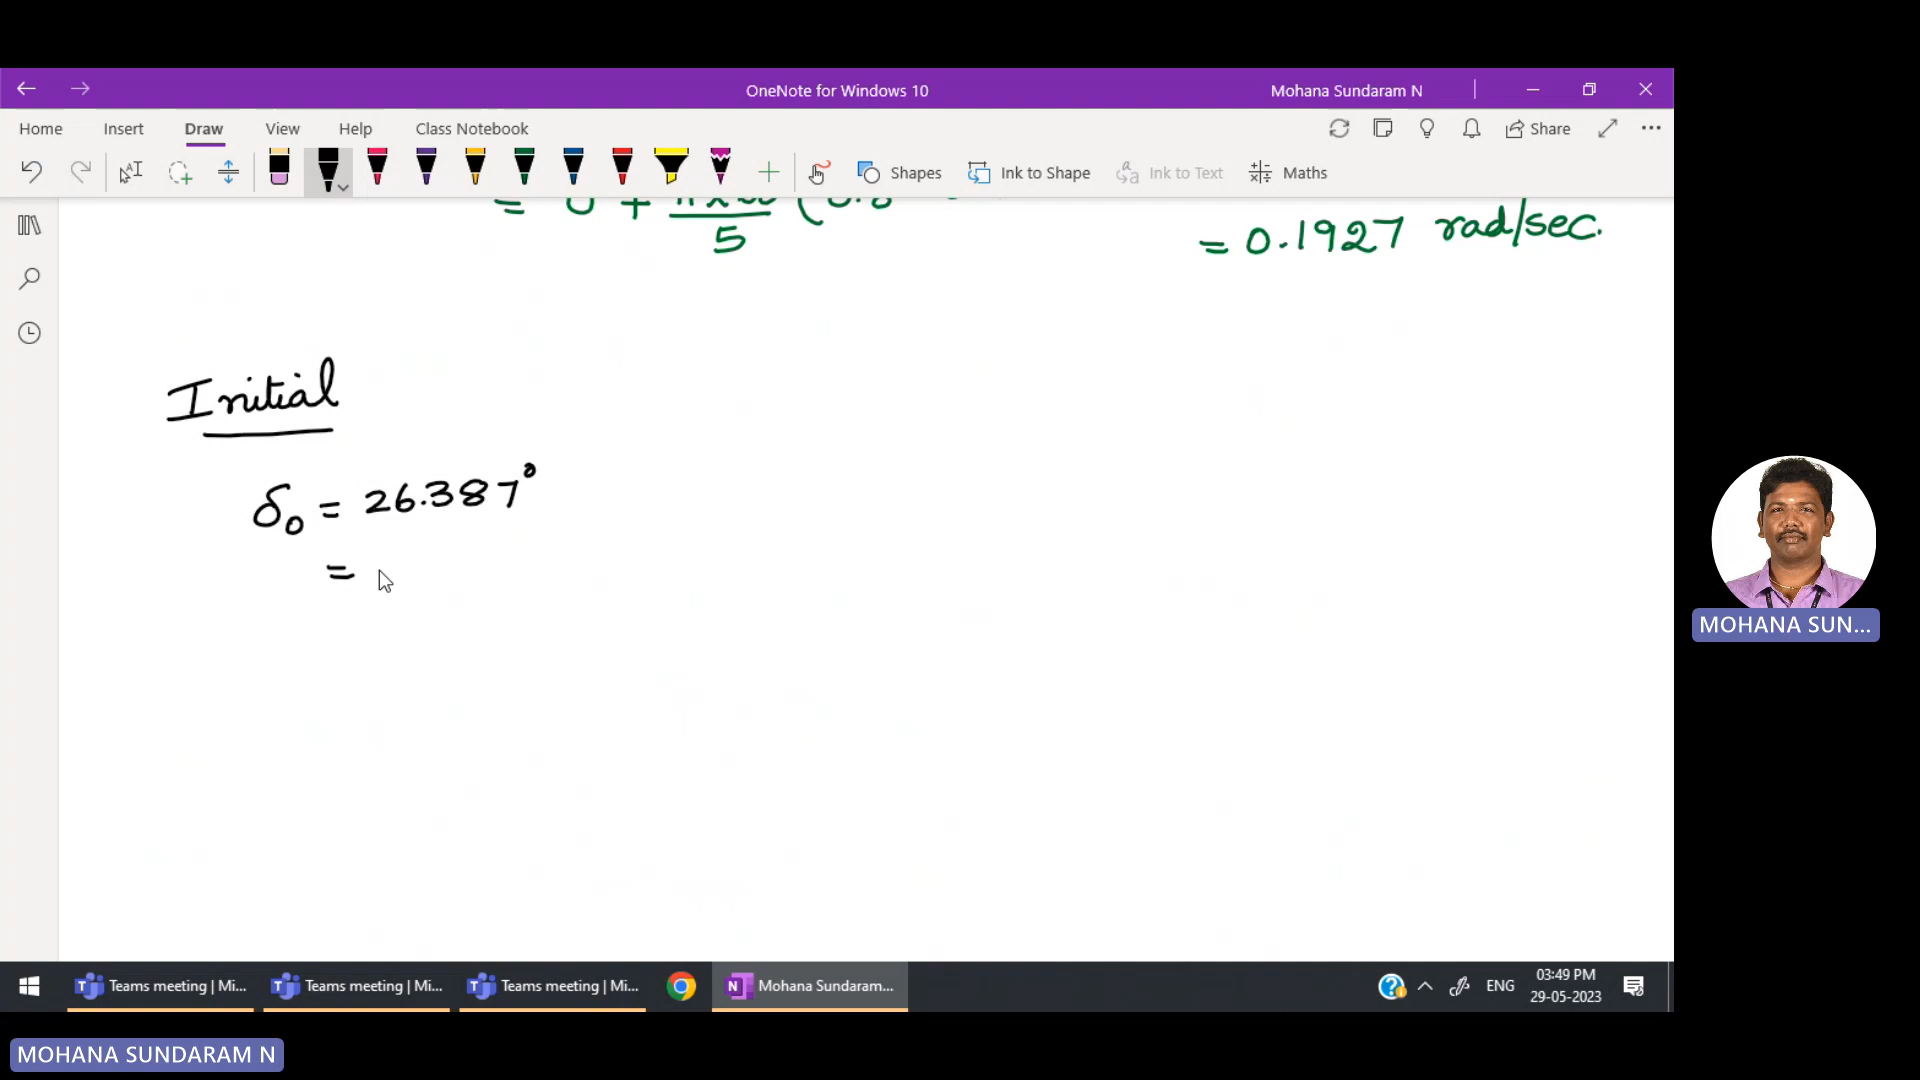 OneNote for Windows 10
Mohana Sundaram N
Home Insert Draw View Help Class Notebook
Share
Shapes Ink to Shape Ink to Text Maths
= 0 +
5
= 0.1927 rad/sec.
Initial
δ₀ = 26.387°
=
MOHANA SUN...
Teams meeting | Mi... Teams meeting | Mi... Teams meeting | Mi... Mohana Sundaram...
ENG
03:49 PM
29-05-2023
MOHANA SUNDARAM N